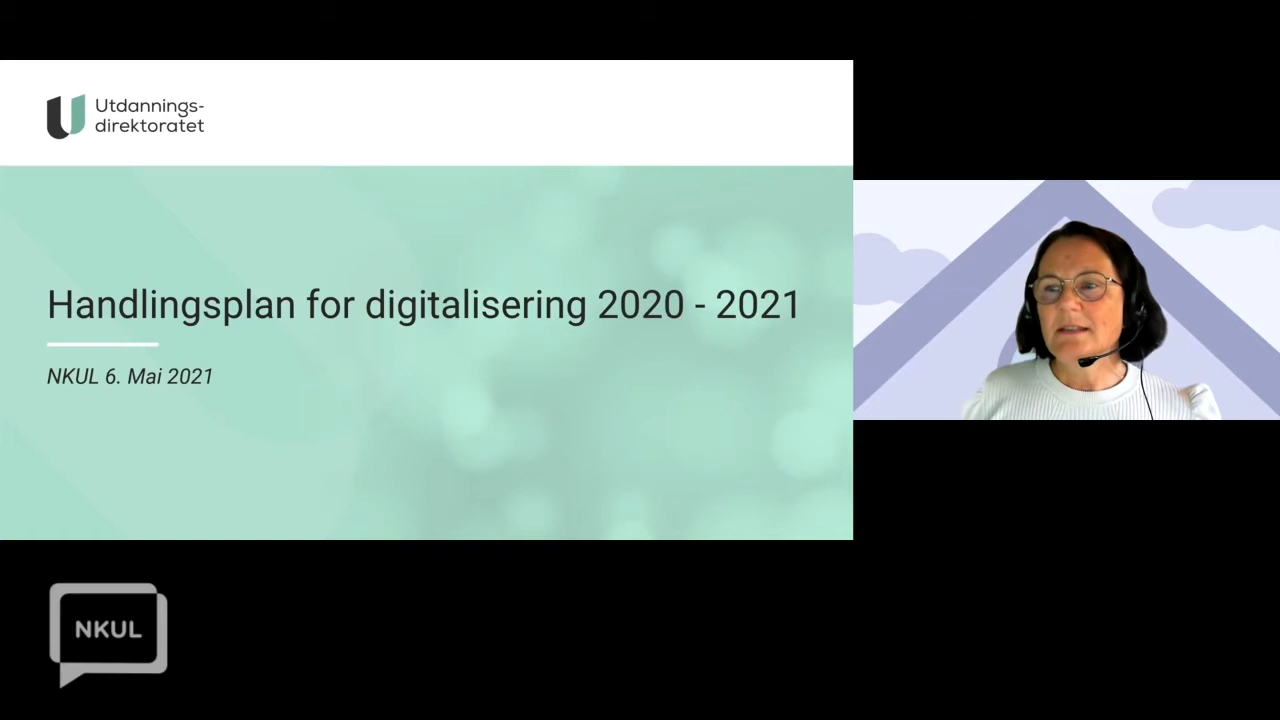 Utdannings-
direktoratet
Handlingsplan for digitalisering 2020 - 2021
NKUL 6. Mai 2021
NKUL